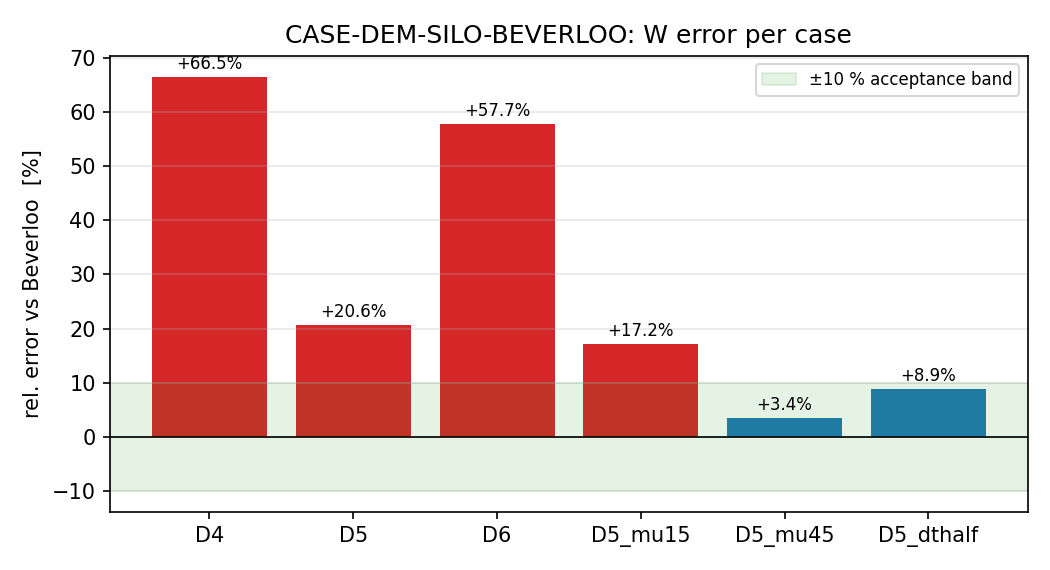 CASE-DEM-SILO-BEVERLOO: W error per case
rel. error vs Beverloo [%]
70
60
50
40
30
20
10
0
−10
±10 % acceptance band
+66.5%
+20.6%
+57.7%
+17.2%
+3.4%
+8.9%
D4
D5
D6
D5_mu15
D5_mu45
D5_dthalf